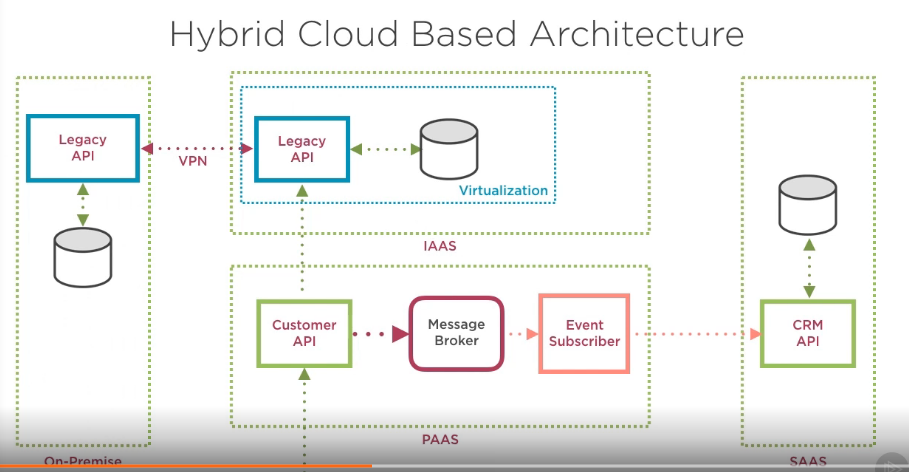 Hybrid Cloud Based Architecture
Legacy
API
VPN
Legacy
API
Virtualization
IAAS
Customer
API
Message
Broker
Event
Subscriber
CRM
API
PAAS
On-Premise
SAAS